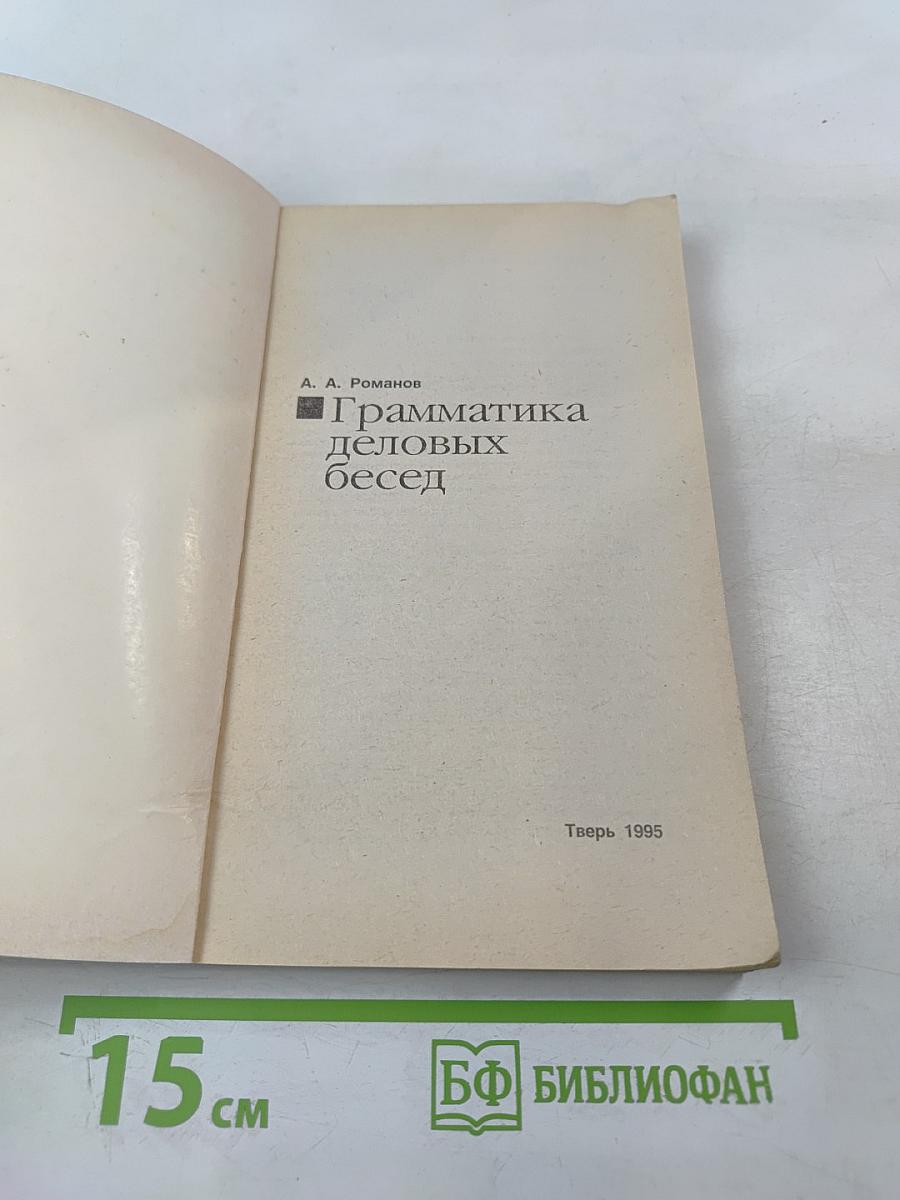 А. А. Романов
Грамматика
деловых
бесед
Тверь 1995
15 см
БФ БИБЛИОФАН